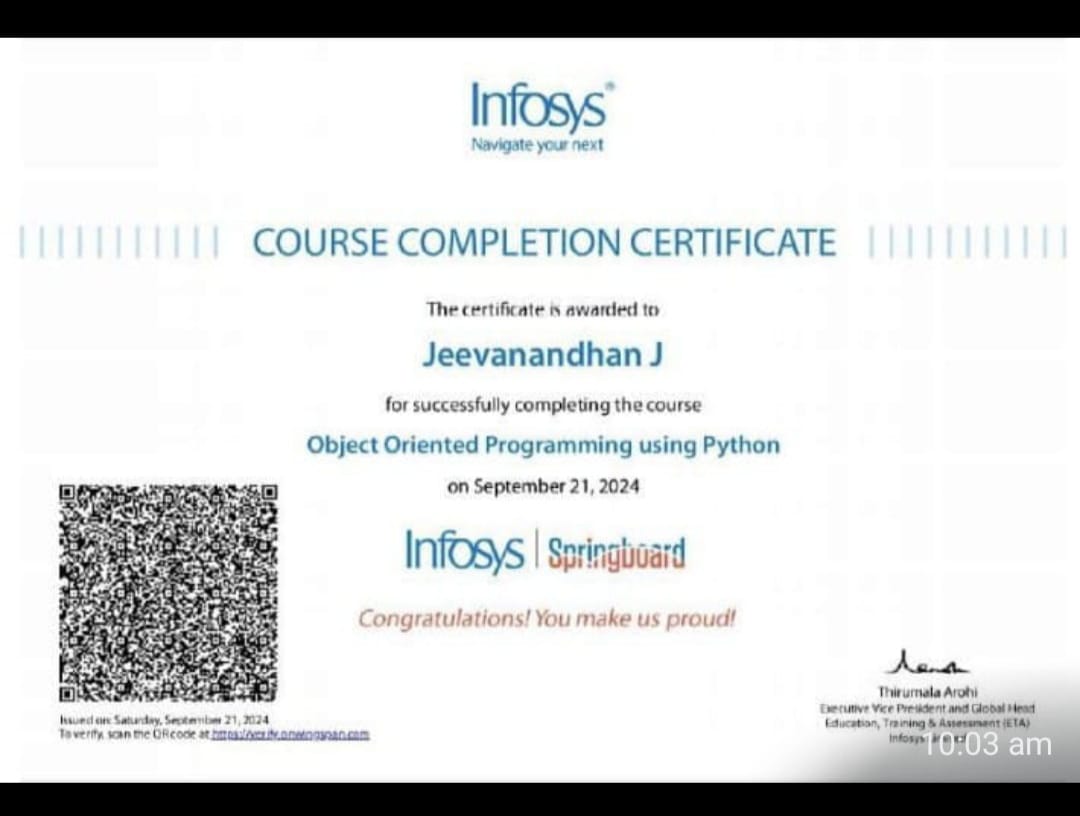 Infosys®
Navigate your next
COURSE COMPLETION CERTIFICATE
The certificate is awarded to
Jeevanandhan J
for successfully completing the course
Object Oriented Programming using Python
on September 21, 2024
Infosys | Springboard
Congratulations! You make us proud!
Thirumala Arohi
Executive Vice President and Global Head
Education, Training & Assessment (ETA)
Infosys
Issued on: Saturday, September 21, 2024
To verify, scan the QR code at https://verify.onwingspan.com
10.03 am